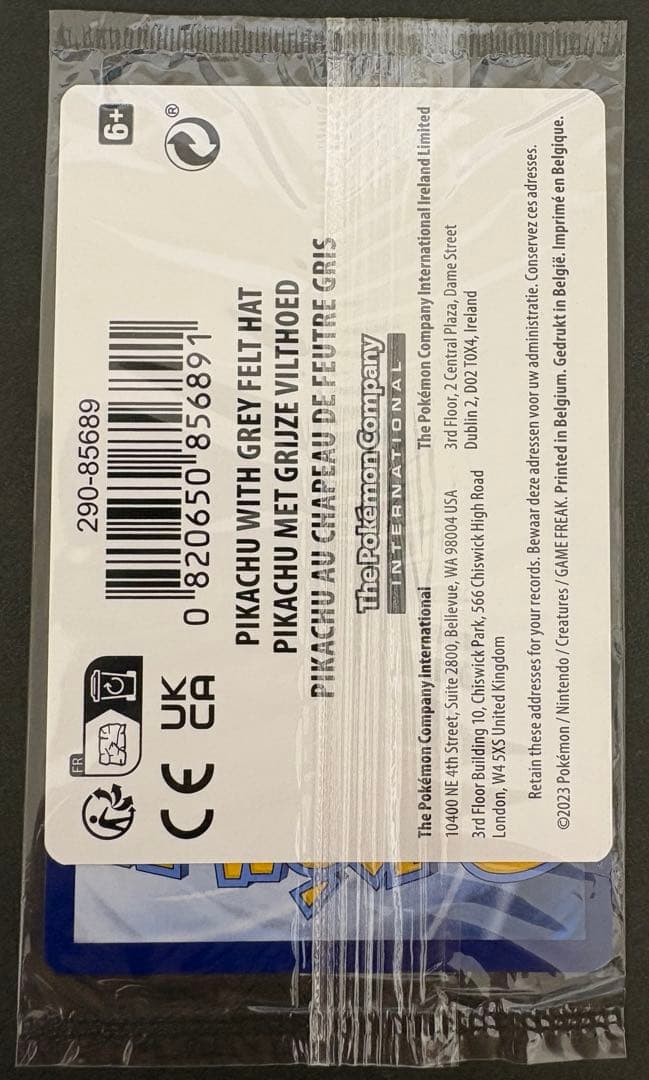 6+
®
290-85689
0 820650 856891
FR
CE
UK
CA
PIKACHU WITH GREY FELT HAT
PIKACHU MET GRIJZE VILTHOED
PIKACHU AU CHAPEAU DE FEUTRE GRIS
The Pokémon Company
INTERNATIONAL
The Pokémon Company International
10400 NE 4th Street, Suite 2800, Bellevue, WA 98004 USA
3rd Floor Building 10, Chiswick Park, 566 Chiswick High Road
London, W4 5XS United Kingdom
The Pokémon Company International Ireland Limited
3rd Floor, 2 Central Plaza, Dame Street
Dublin 2, D02 T0X4, Ireland
Retain these addresses for your records. Bewaar deze adressen voor uw administratie. Conservez ces adresses.
©2023 Pokémon / Nintendo / Creatures / GAME FREAK. Printed in Belgium. Gedrukt in België. Imprimé en Belgique.